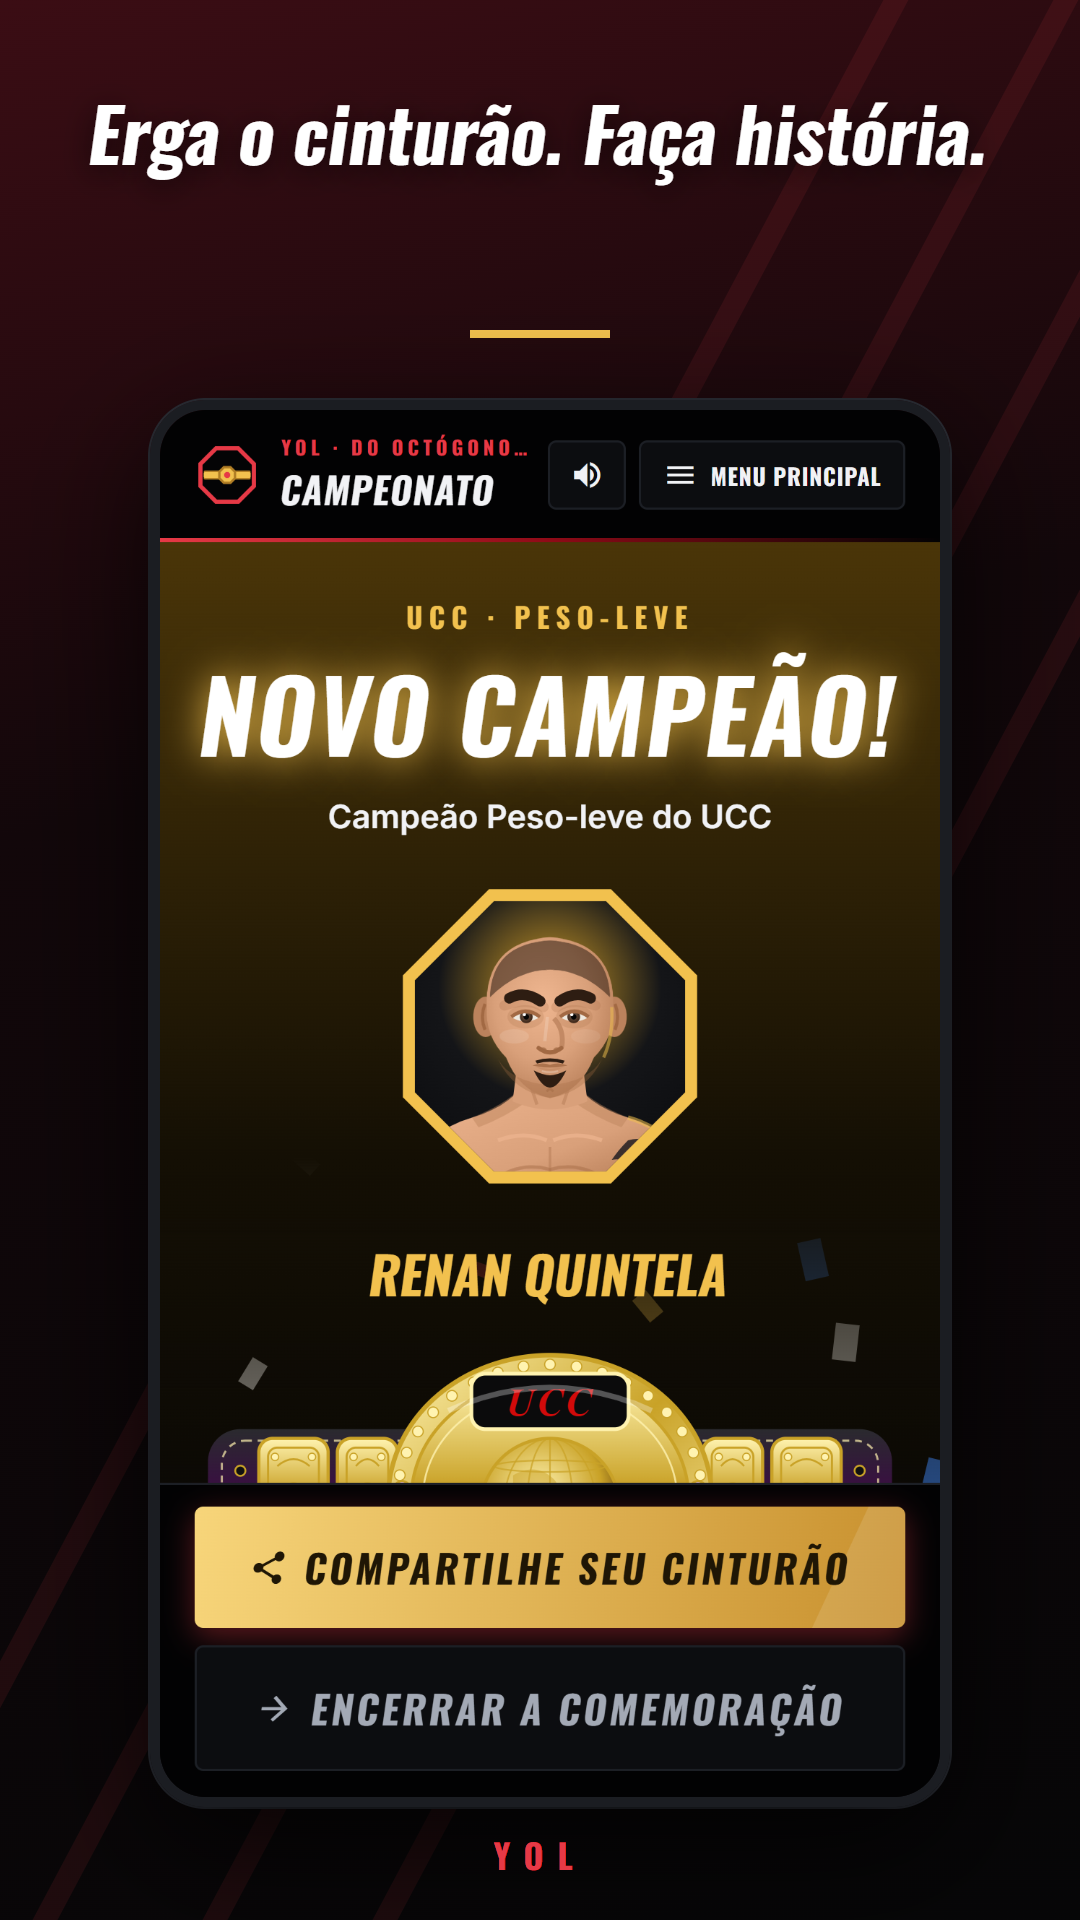 Erga o cinturão. Faça história.
YOL · DO OCTÓGONO…
CAMPEONATO
MENU PRINCIPAL
UCC · PESO-LEVE
NOVO CAMPEÃO!
Campeão Peso-leve do UCC
RENAN QUINTELA
UCC
COMPARTILHE SEU CINTURÃO
ENCERRAR A COMEMORAÇÃO
YOL